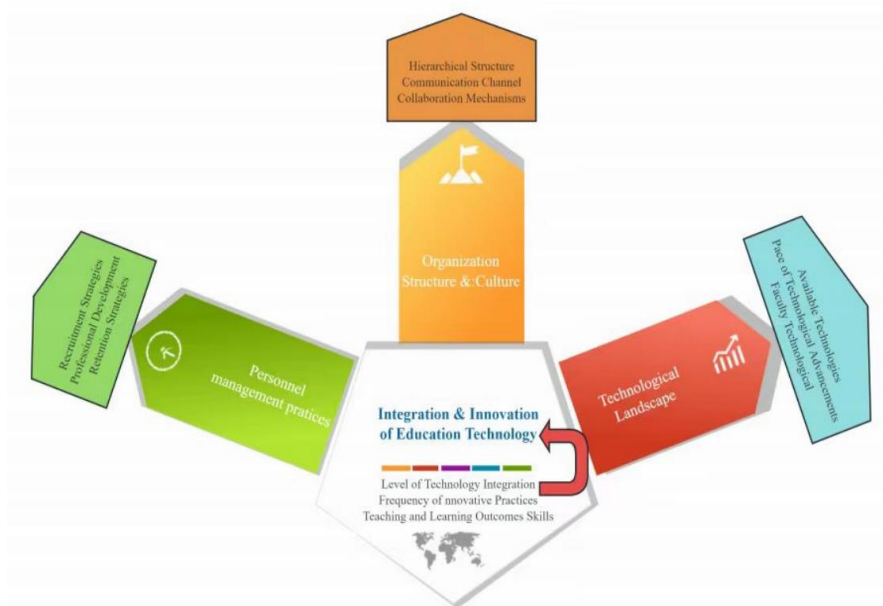 Hierarchical Structure
Communication Channel
Collaboration Mechanisms
Organization
Structure &:Culture
Recruitment Strategies
Professional Development
Retention Strategies
Personnel
management pratices
Technological
Landscape
Available Technologies
Pace of Technological Advancements
Faculty Technological
Integration & Innovation
of Education Technology
Level of Technology Integration
Frequency of nnovative Practices
Teaching and Learning Outcomes Skills